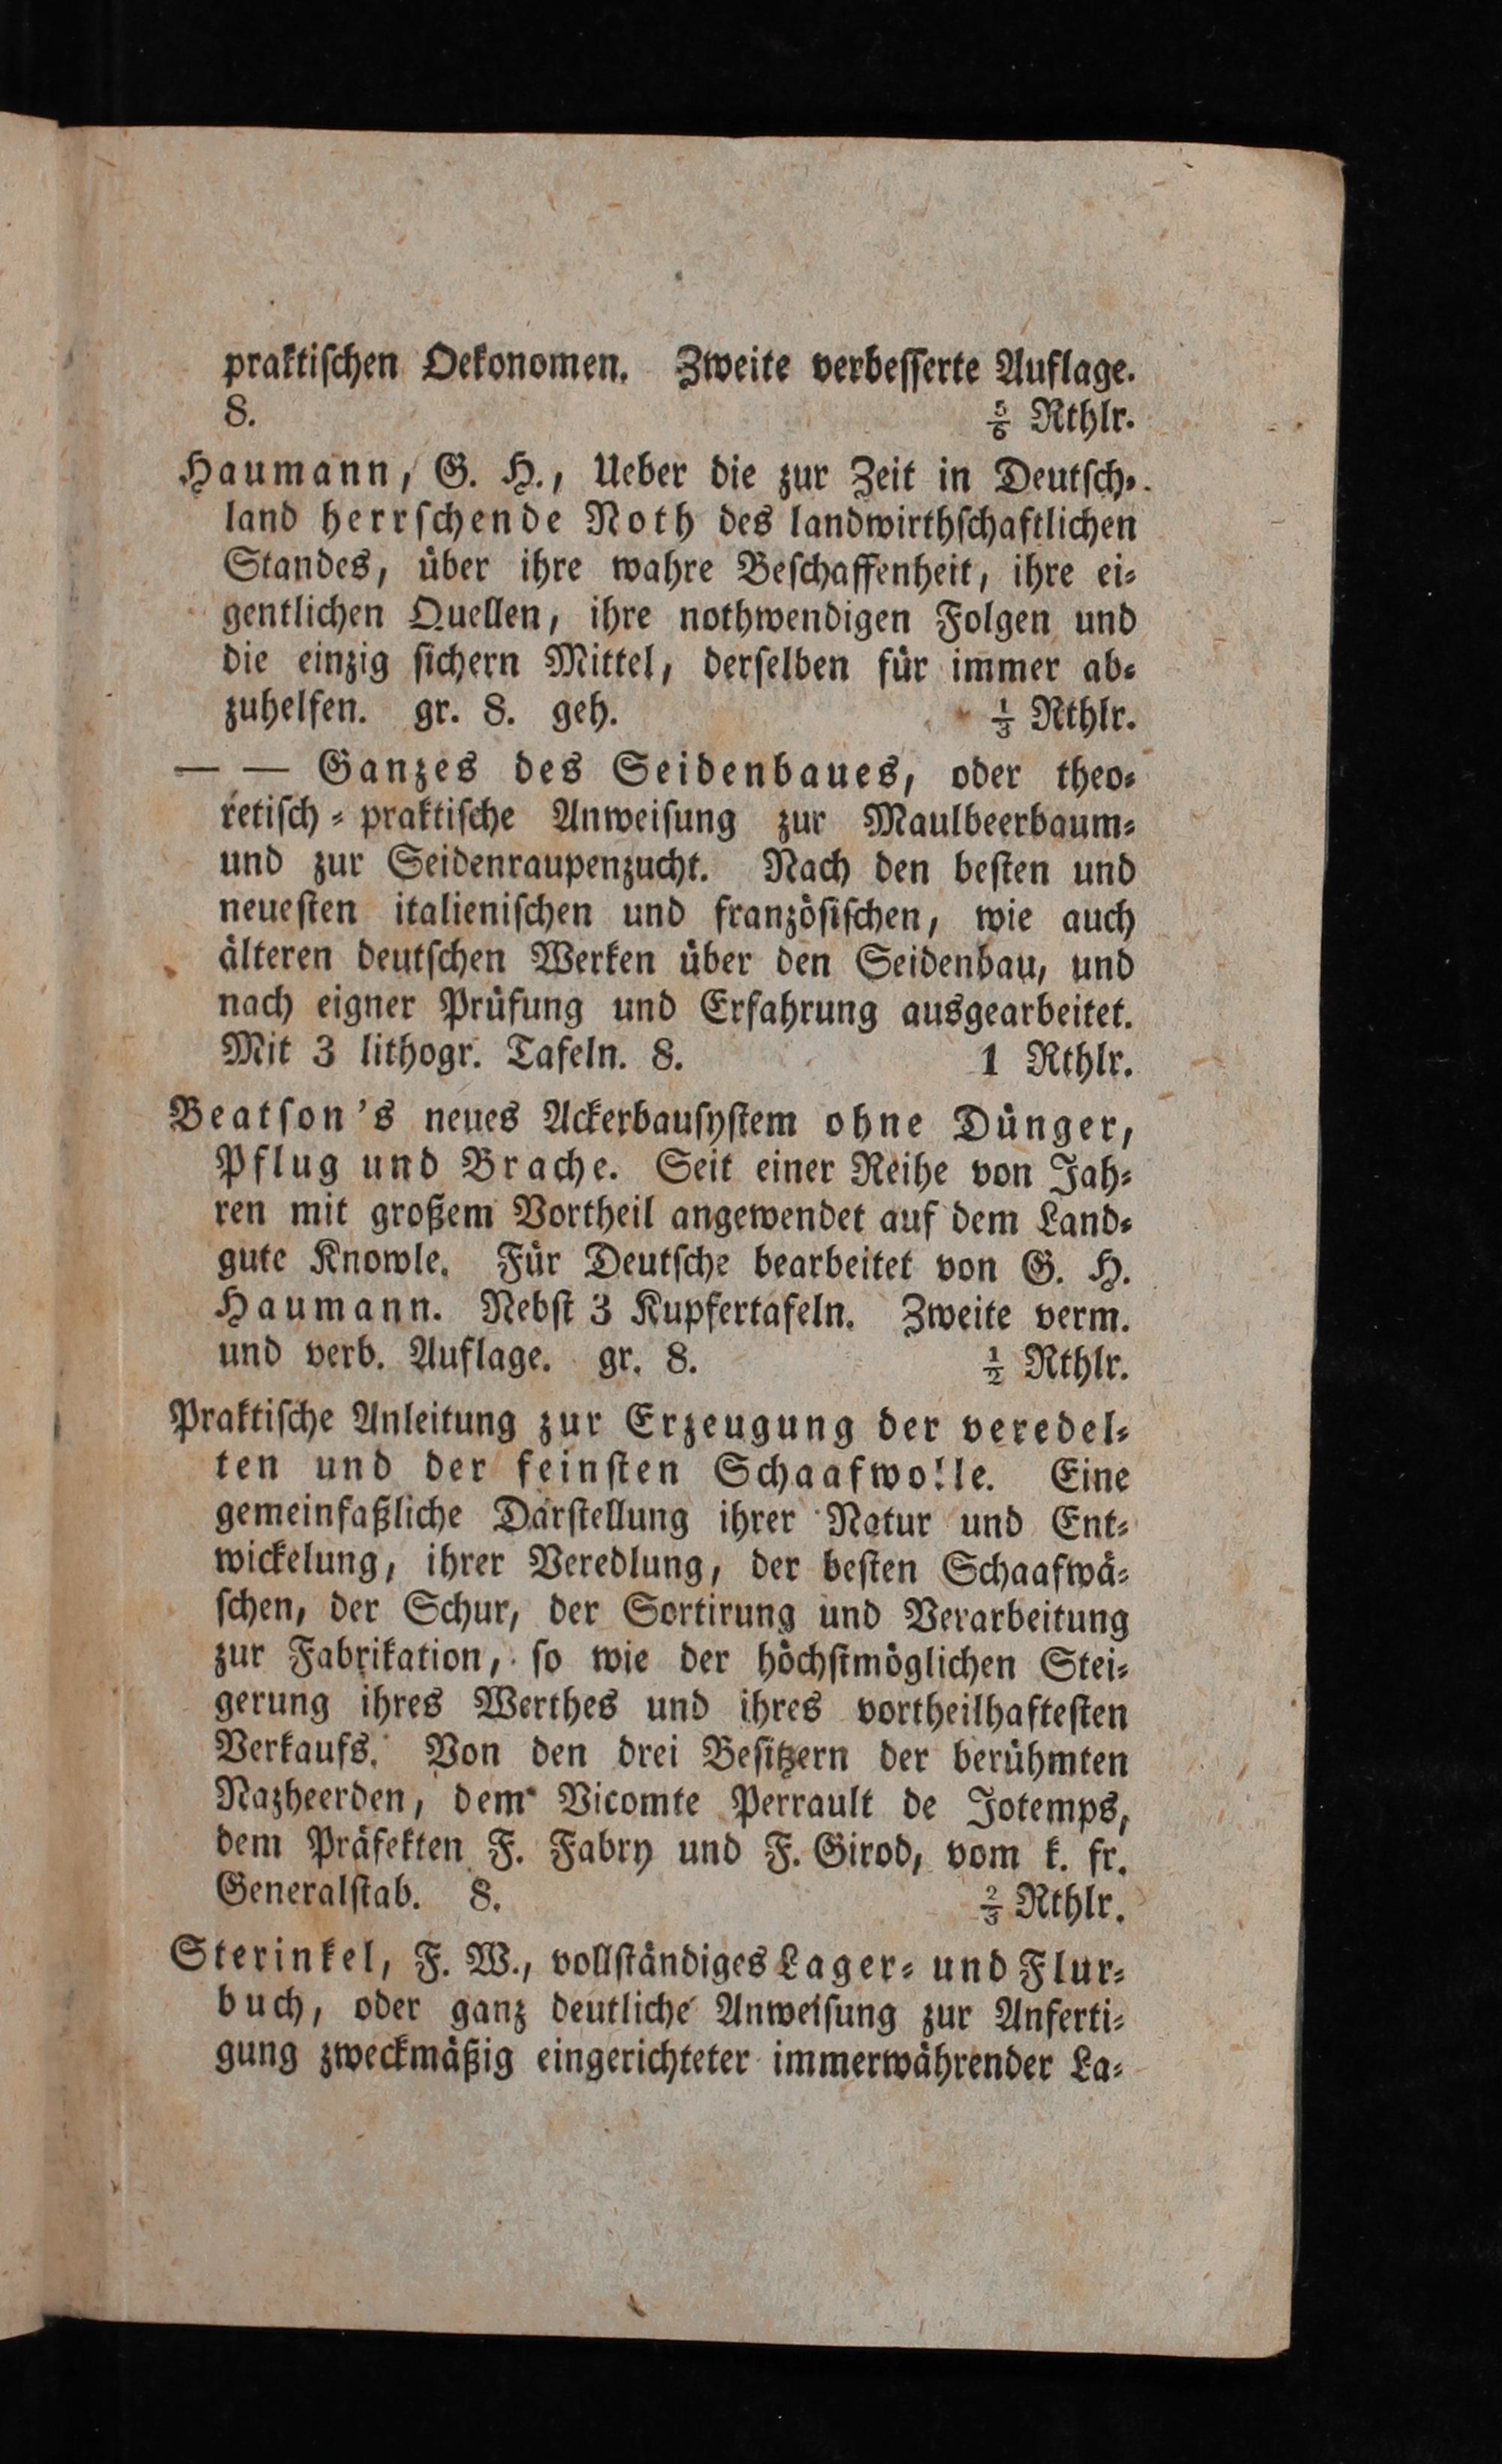 praktischen Oekonomen. Zweite verbesserte Auflage.
8. 5/6 Rthlr.
Haumann, G. H., Ueber die zur Zeit in Deutsch-
land herrschende Noth des landwirthschaftlichen
Standes, über ihre wahre Beschaffenheit, ihre ei-
gentlichen Quellen, ihre nothwendigen Folgen und
die einzig sichern Mittel, derselben für immer ab-
zuhelfen. gr. 8. geh. 1/3 Rthlr.
— — Ganzes des Seidenbaues, oder theo-
retisch-praktische Anweisung zur Maulbeerbaum-
und zur Seidenraupenzucht. Nach den besten und
neuesten italienischen und französischen, wie auch
älteren deutschen Werken über den Seidenbau, und
nach eigner Prüfung und Erfahrung ausgearbeitet.
Mit 3 lithogr. Tafeln. 8. 1 Rthlr.
Beatson's neues Ackerbausystem ohne Dünger,
Pflug und Brache. Seit einer Reihe von Jah-
ren mit großem Vortheil angewendet auf dem Land-
gute Knowle. Für Deutsche bearbeitet von G. H.
Haumann. Nebst 3 Kupfertafeln. Zweite verm.
und verb. Auflage. gr. 8. 1/2 Rthlr.
Praktische Anleitung zur Erzeugung der veredel-
ten und der feinsten Schaafwolle. Eine
gemeinfaßliche Darstellung ihrer Natur und Ent-
wickelung, ihrer Veredlung, der besten Schaafwä-
schen, der Schur, der Sortirung und Verarbeitung
zur Fabrikation, so wie der höchstmöglichen Stei-
gerung ihres Werthes und ihres vortheilhaftesten
Verkaufs. Von den drei Besitzern der berühmten
Nazheerden, dem Vicomte Perrault de Jotemps,
dem Präfekten F. Fabry und F. Girod, vom k. fr.
Generalstab. 8. 2/3 Rthlr.
Sterinkel, F. W., vollständiges Lager- und Flur-
buch, oder ganz deutliche Anweisung zur Anferti-
gung zweckmäßig eingerichteter immerwährender La-